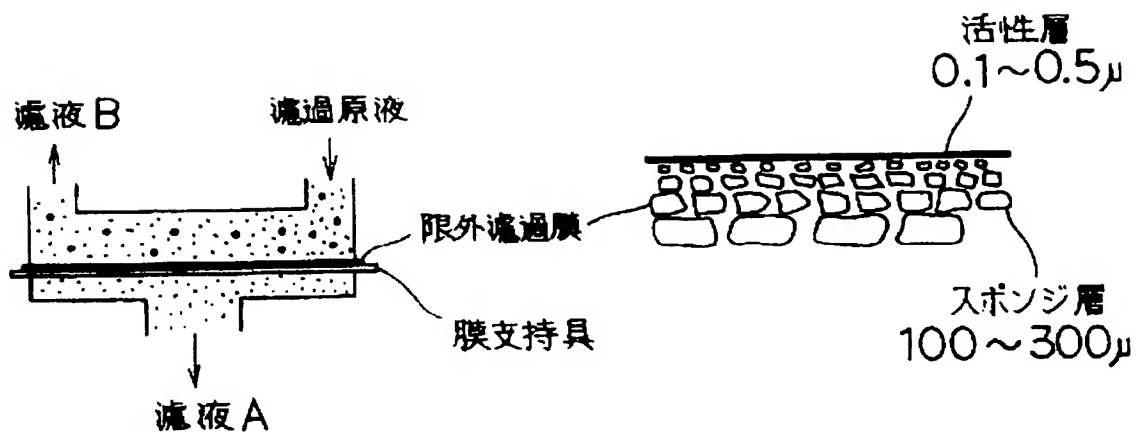 濾液B
濾過原液
限外濾過膜
膜支持具
濾液A
活性層
0.1～0.5μ
スポンジ層
100～300μ